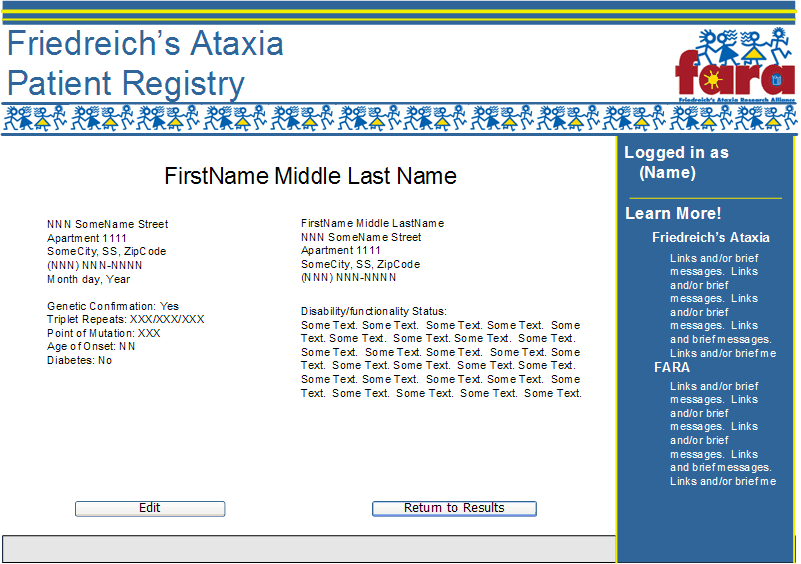 Friedreich's Ataxia
Patient Registry
fara
Friedreich's Ataxia Research Alliance
FirstName Middle Last Name
NNN SomeName Street
Apartment 1111
SomeCity, SS, ZipCode
(NNN) NNN-NNNN
Month day, Year
Genetic Confirmation: Yes
Triplet Repeats: XXX/XXX/XXX
Point of Mutation: XXX
Age of Onset: NN
Diabetes: No
FirstName Middle LastName
NNN SomeName Street
Apartment 1111
SomeCity, SS, ZipCode
(NNN) NNN-NNNN
Disability/functionality Status:
Some Text. Some Text.  Some Text. Some Text.  Some
Text. Some Text.  Some Text. Some Text.  Some Text.
Some Text.  Some Text.  Some Text.  Some Text. Some
Text. Some Text.  Some Text. Some Text. Some Text.
Some Text. Some Text.  Some Text. Some Text.  Some
Text.  Some Text.  Some Text.  Some Text.  Some Text.
Edit
Return to Results
Logged in as
(Name)
Learn More!
Friedreich's Ataxia
Links and/or brief
messages.  Links
and/or brief
messages.  Links
and/or brief
messages.  Links
and brief messages.
Links and/or brief me
FARA
Links and/or brief
messages.  Links
and/or brief
messages.  Links
and/or brief
messages.  Links
and brief messages.
Links and/or brief me